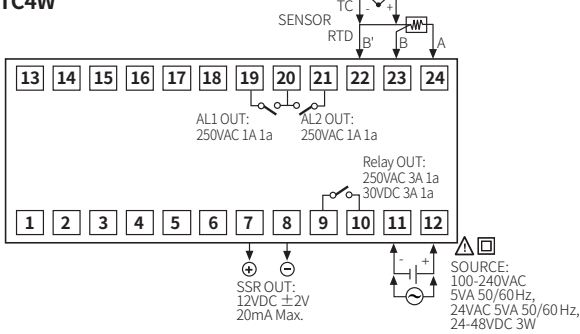 TC4W
TC - +
SENSOR
RTD B' B A
13 14 15 16 17 18 19 20 21 22 23 24
AL1 OUT: AL2 OUT:
250VAC 1A 1a 250VAC 1A 1a
Relay OUT:
250VAC 3A 1a
30VDC 3A 1a
1 2 3 4 5 6 7 8 9 10 11 12
+ - - +
SSR OUT:
12VDC ±2V
20mA Max.
SOURCE:
100-240VAC
5VA 50/60Hz,
24VAC 5VA 50/60Hz,
24-48VDC 3W